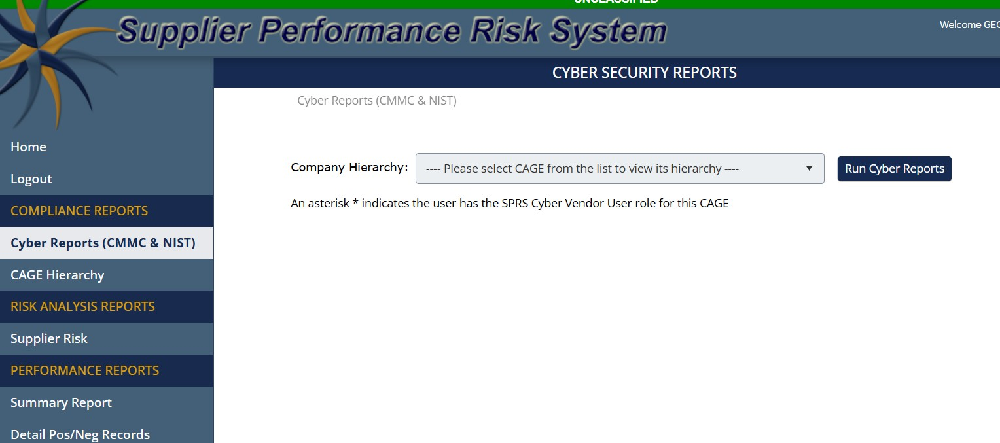 UNCLASSIFIED
Supplier Performance Risk System
Welcome GEO
CYBER SECURITY REPORTS
Cyber Reports (CMMC & NIST)
Home
Logout
COMPLIANCE REPORTS
Cyber Reports (CMMC & NIST)
CAGE Hierarchy
RISK ANALYSIS REPORTS
Supplier Risk
PERFORMANCE REPORTS
Summary Report
Detail Pos/Neg Records
Company Hierarchy:
---- Please select CAGE from the list to view its hierarchy ----
Run Cyber Reports
An asterisk * indicates the user has the SPRS Cyber Vendor User role for this CAGE